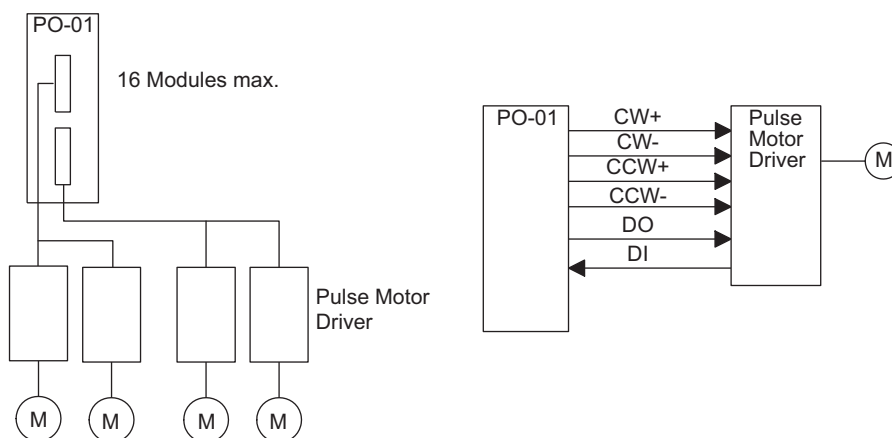 PO-01
16 Modules max.
Pulse Motor
Driver
M
M
M
M
PO-01
CW+
CW-
CCW+
CCW-
DO
DI
Pulse
Motor
Driver
M